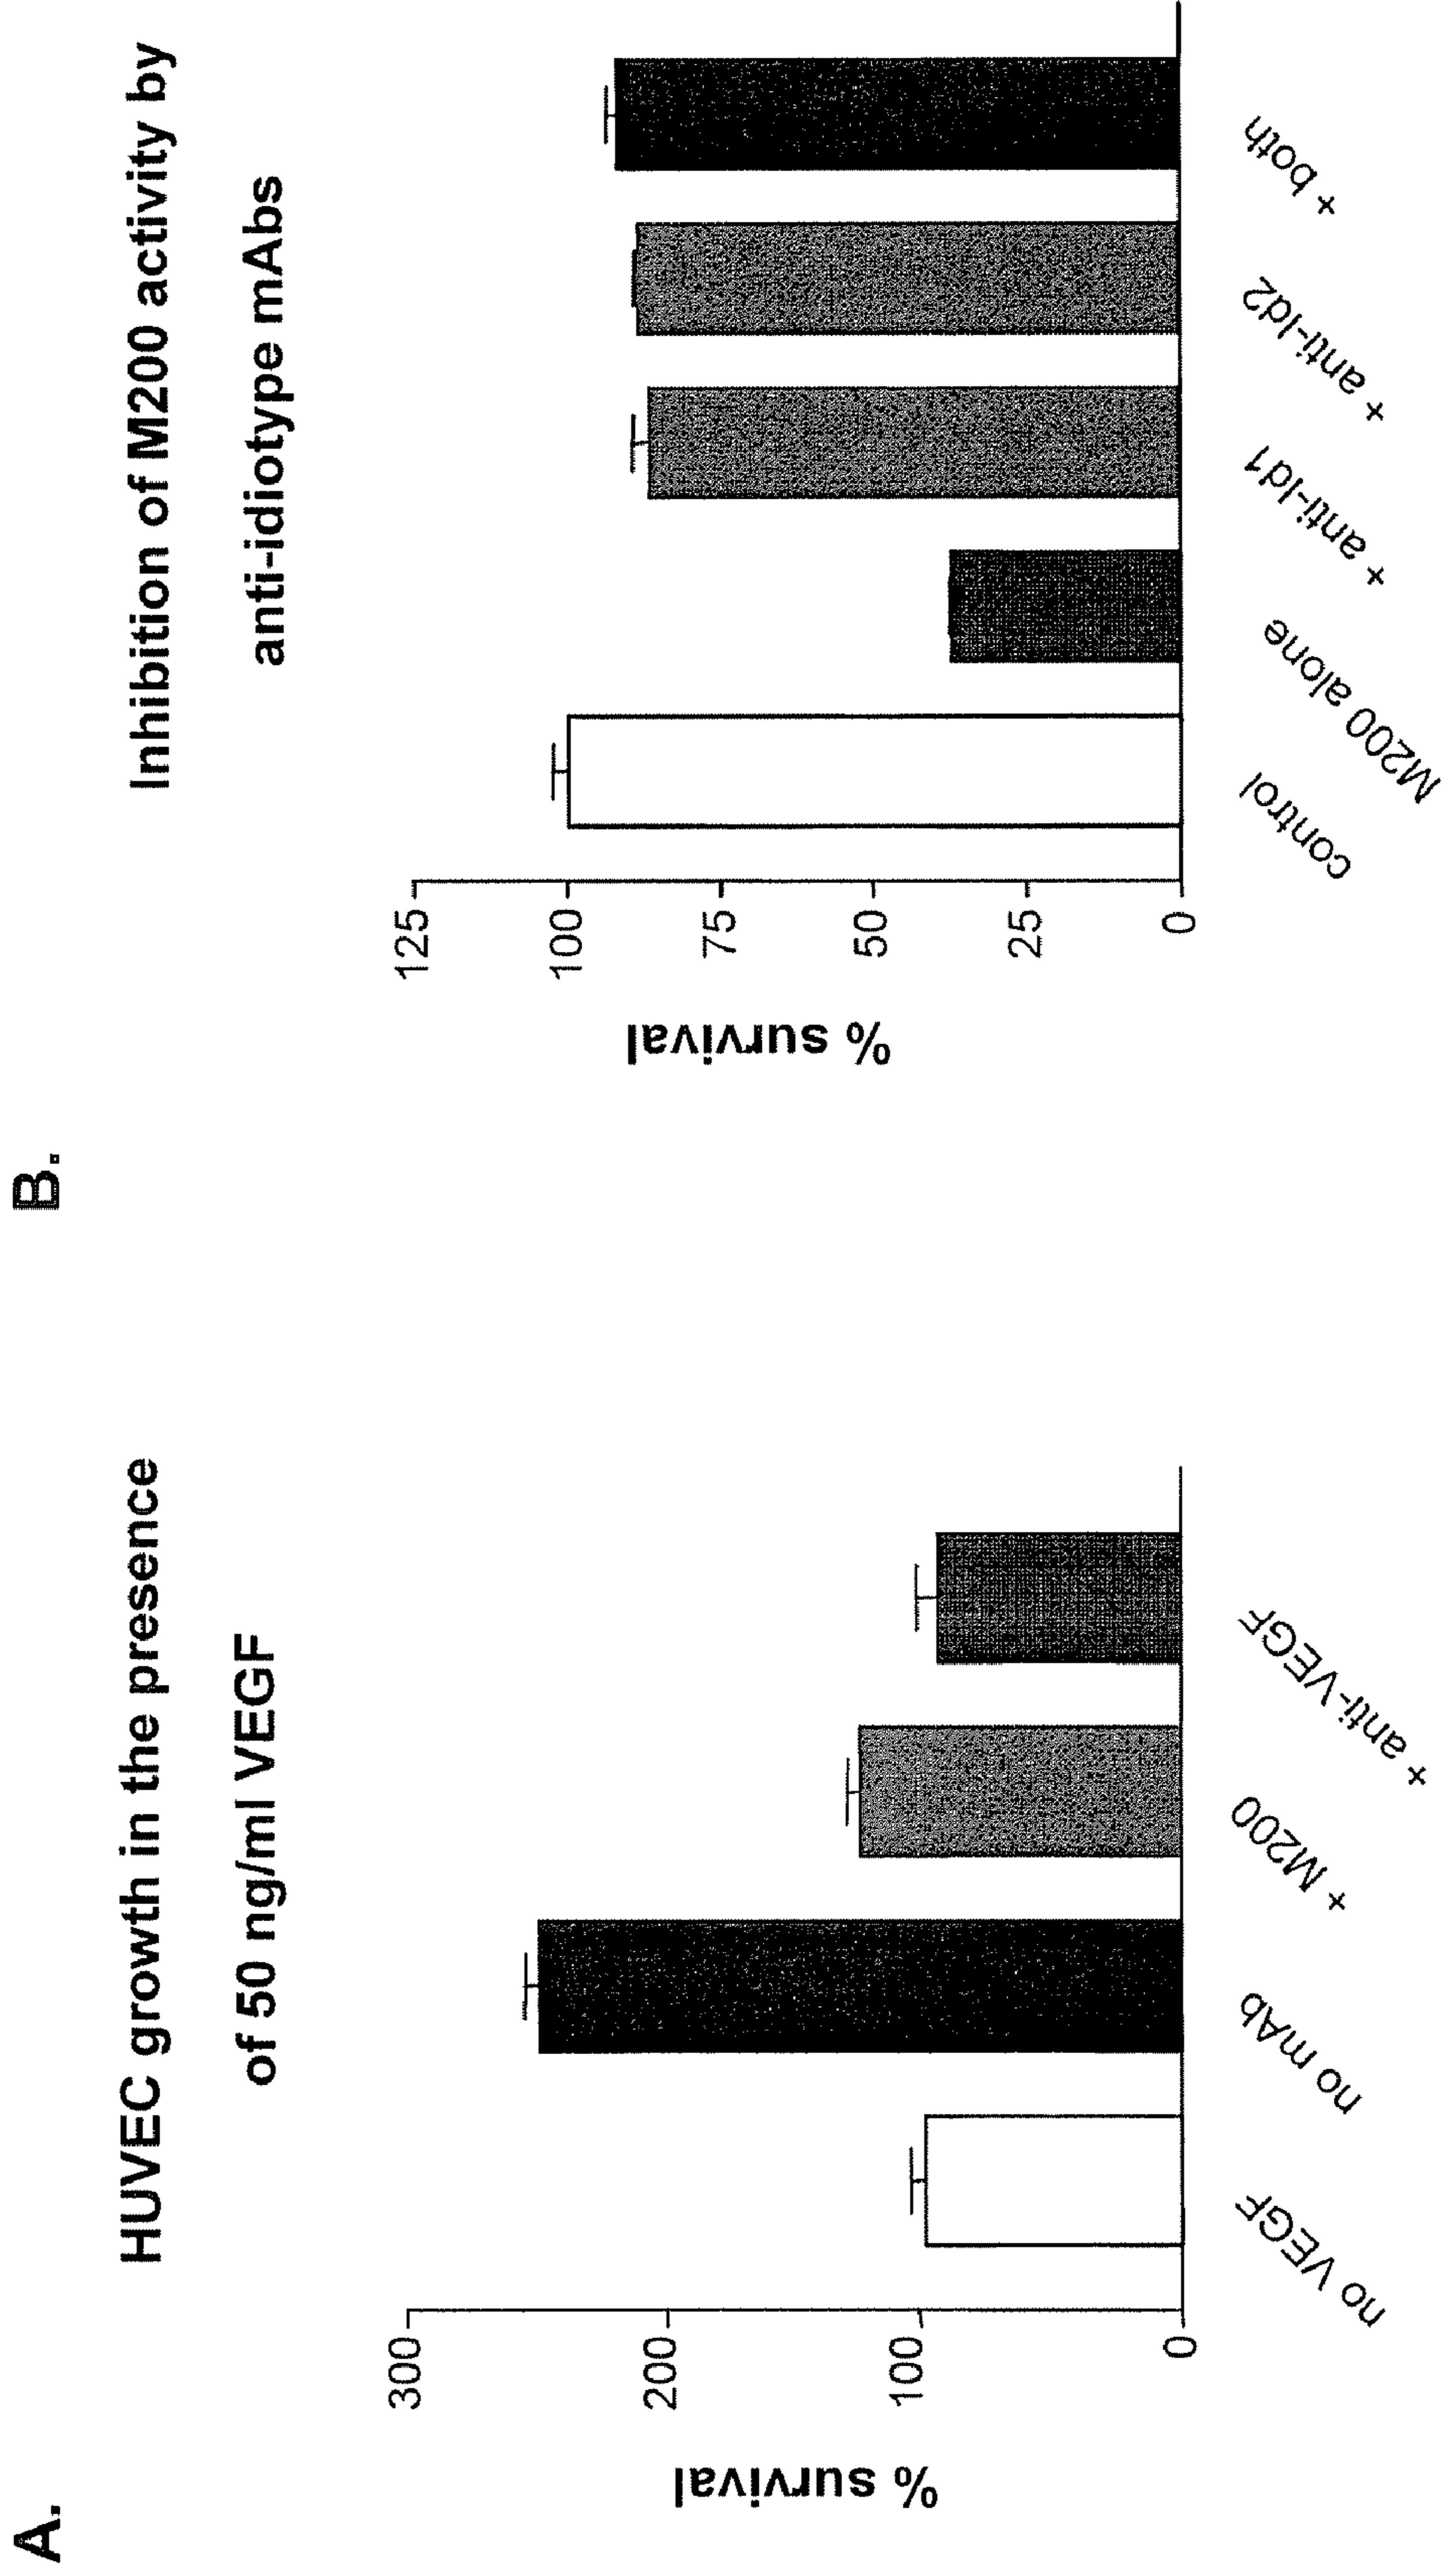 A.
HUVEC growth in the presence
of 50 ng/ml VEGF
% survival
300
200
100
0
no VEGF
no mAb
+ M200
+ anti-VEGF
B.
Inhibition of M200 activity by
anti-idiotype mAbs
% survival
125
100
75
50
25
0
control
M200 alone
+ anti-Id1
+ anti-Id2
+ both